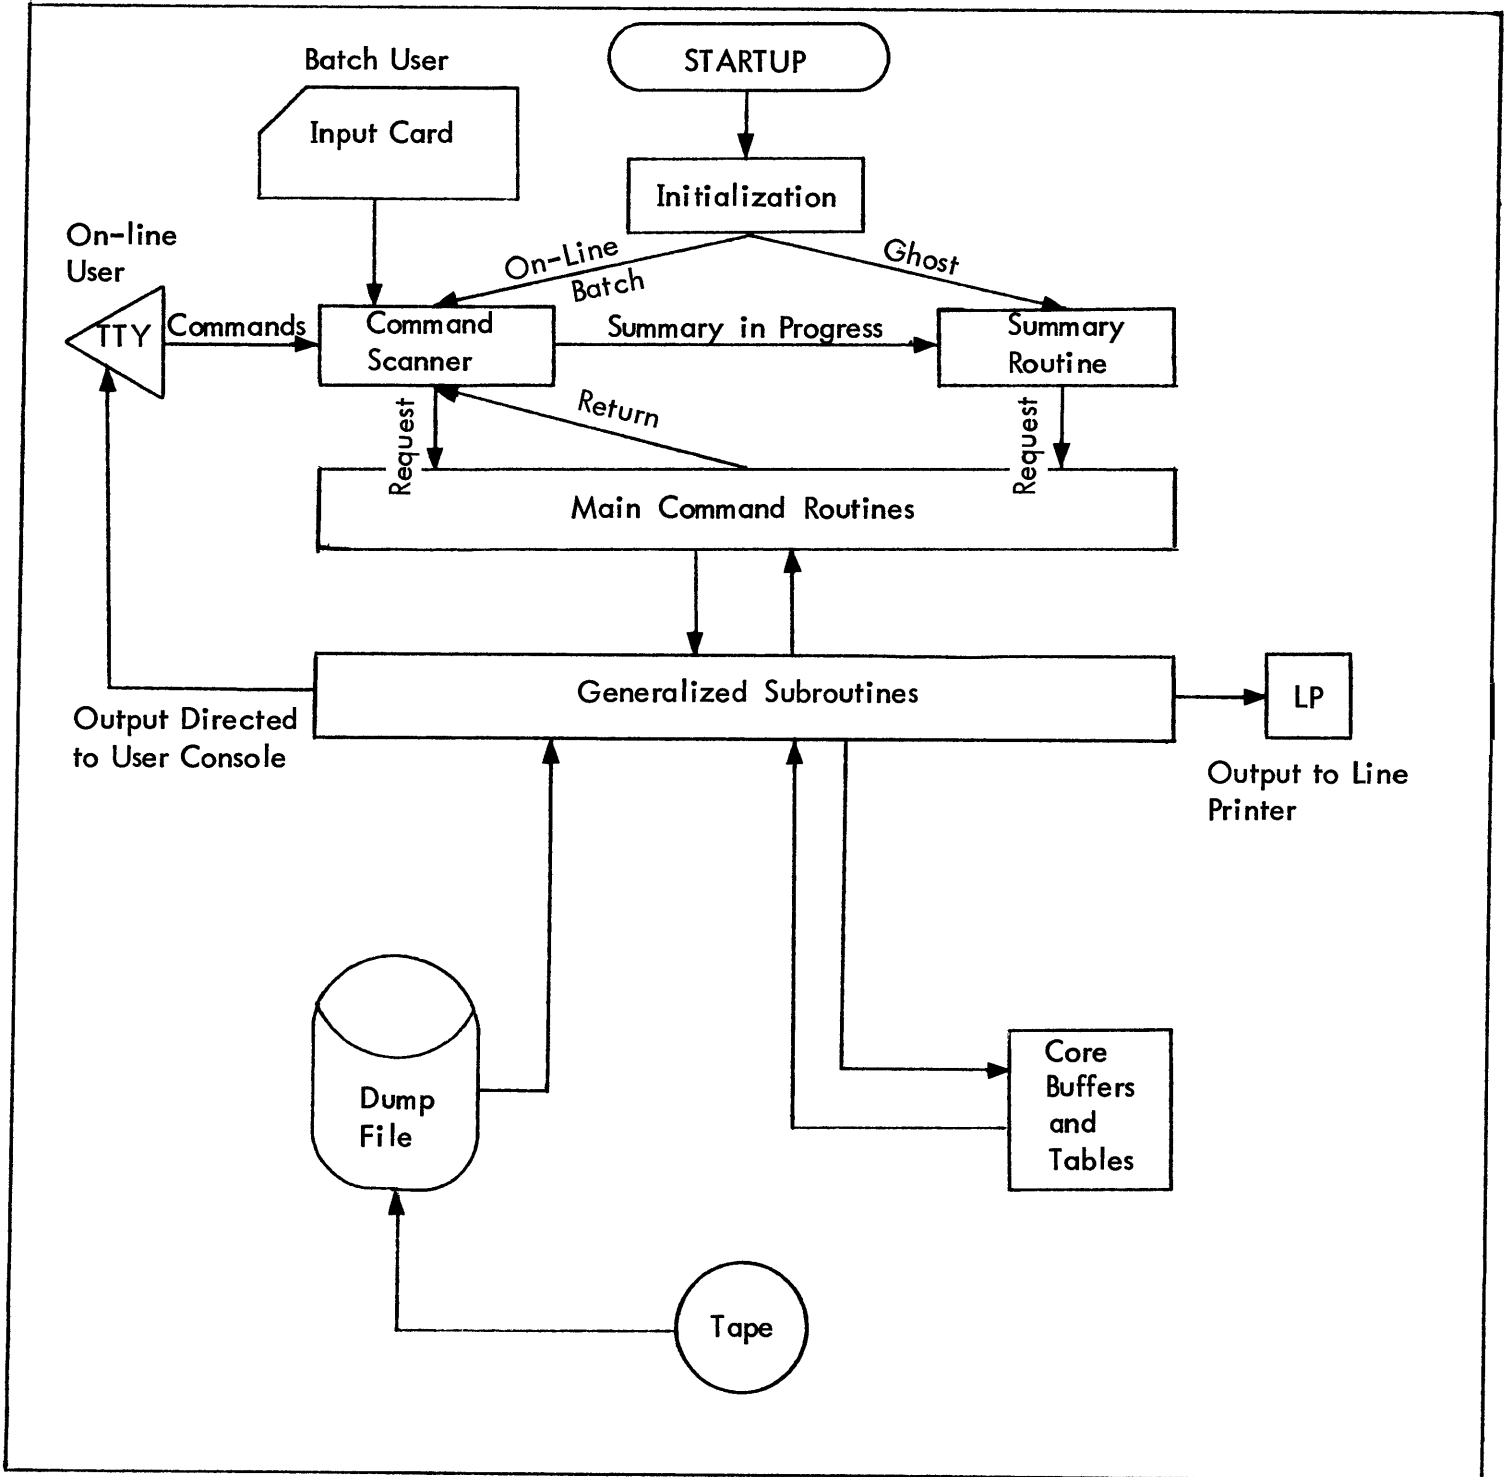 Batch User
STARTUP
Input Card
Initialization
On-line
User
On-Line
Batch
Ghost
TTY
Commands
Command
Scanner
Summary in Progress
Summary
Routine
Request
Return
Request
Main Command Routines
Generalized Subroutines
LP
Output Directed
to User Console
Output to Line
Printer
Dump
File
Core
Buffers
and
Tables
Tape